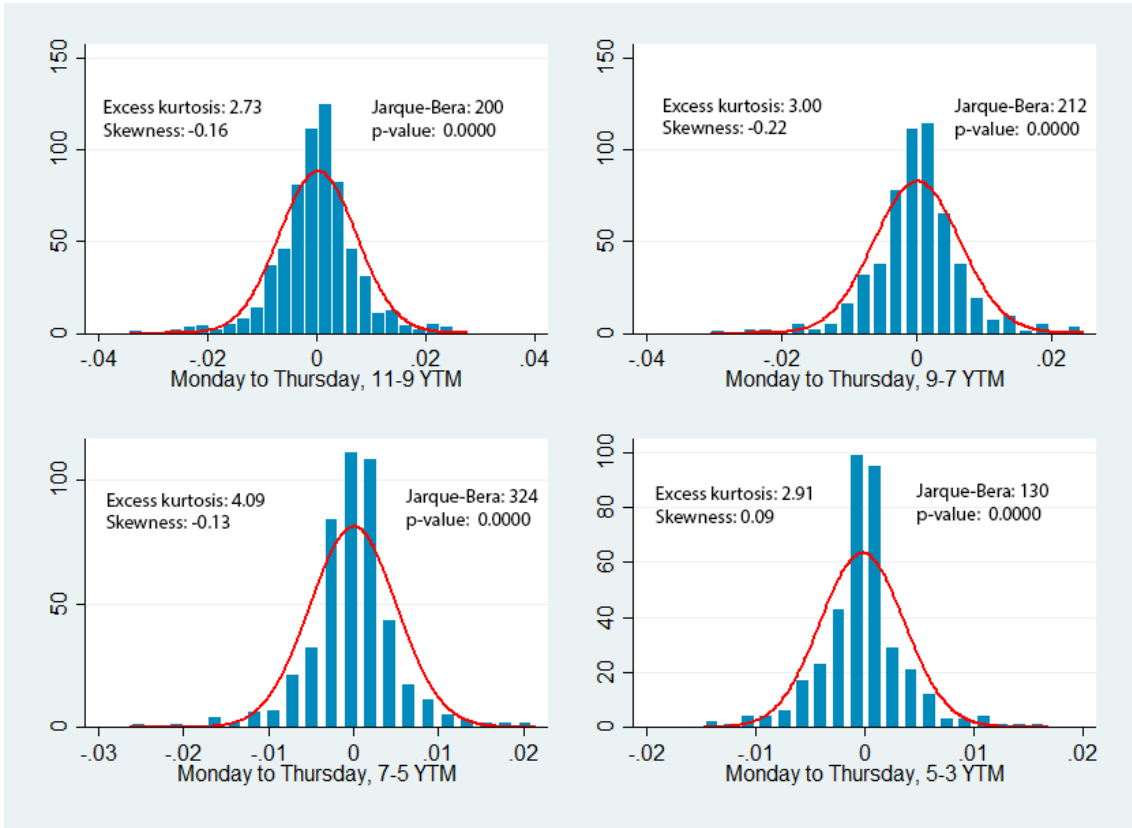 150
100
50
0
Excess kurtosis: 2.73
Skewness: -0.16
Jarque-Bera: 200
p-value: 0.0000
-.04 -.02 0 .02 .04
Monday to Thursday, 11-9 YTM
150
100
50
0
Excess kurtosis: 3.00
Skewness: -0.22
Jarque-Bera: 212
p-value: 0.0000
-.04 -.02 0 .02
Monday to Thursday, 9-7 YTM
100
50
0
Excess kurtosis: 4.09
Skewness: -0.13
Jarque-Bera: 324
p-value: 0.0000
-.03 -.02 -.01 0 .01 .02
Monday to Thursday, 7-5 YTM
100
80
60
40
20
0
Excess kurtosis: 2.91
Skewness: 0.09
Jarque-Bera: 130
p-value: 0.0000
-.02 -.01 0 .01 .02
Monday to Thursday, 5-3 YTM